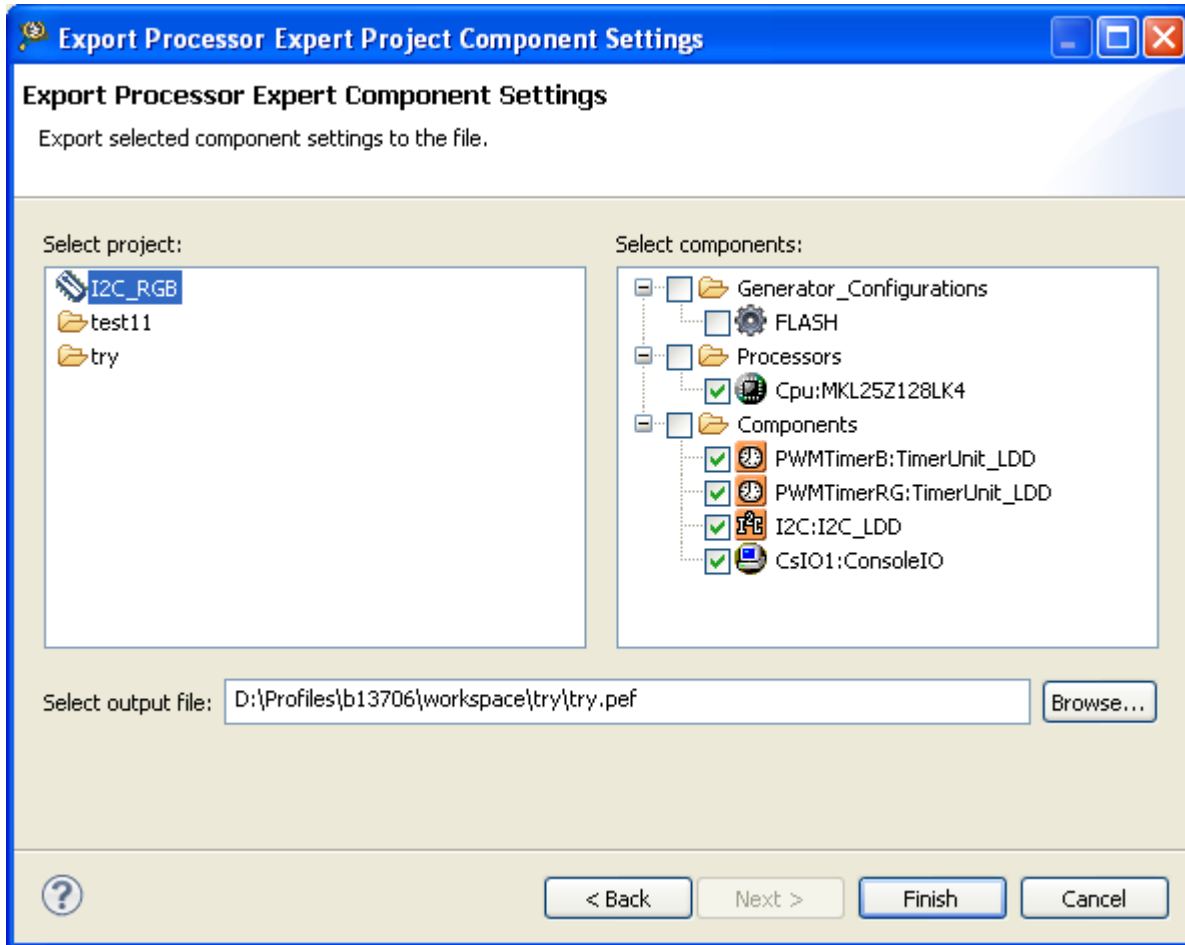 Export Processor Expert Project Component Settings
Export Processor Expert Component Settings
Export selected component settings to the file.
Select project:
I2C_RGB
test11
try
Select components:
Generator_Configurations
FLASH
Processors
Cpu:MKL25Z128LK4
Components
PWMTimerB:TimerUnit_LDD
PWMTimerRG:TimerUnit_LDD
I2C:I2C_LDD
CsIO1:ConsoleIO
Select output file: D:\Profiles\b13706\workspace\try\try.pef Browse...
? < Back Next > Finish Cancel